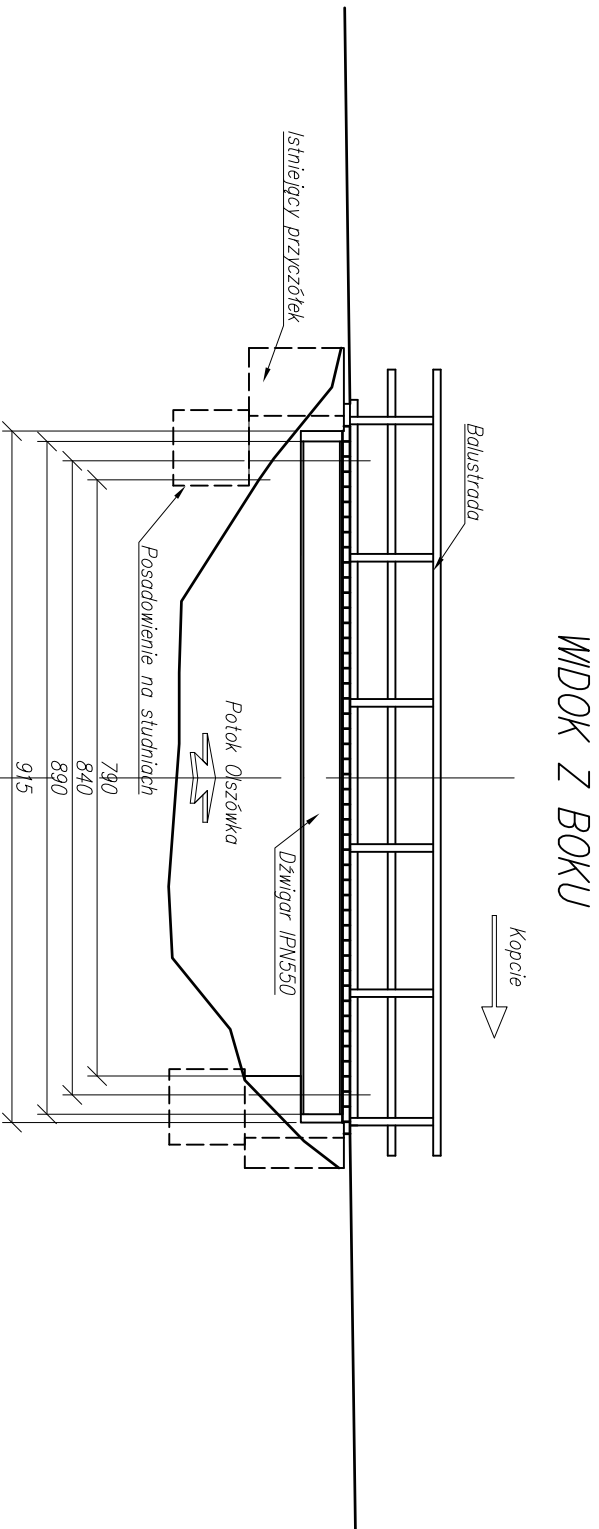 WIDOK Z BOKU
Kopcie
Balustrada
Istniejący przyczółek
Potok Olszówka
Dźwigar IPN550
Posadowienie na studniach
790
840
890
915